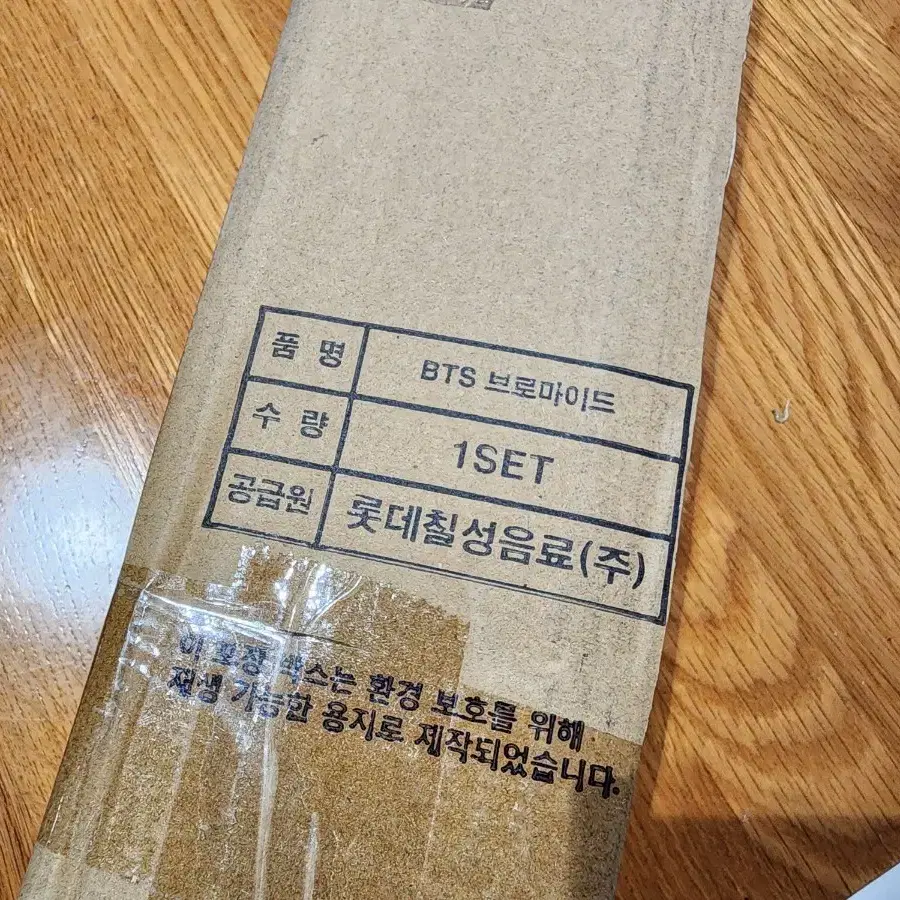 품 명 BTS 브로마이드
수 량 1SET
공급원 롯데칠성음료(주)
이 포장 박스는 환경 보호를 위해
재생 가능한 용지로 제작되었습니다.